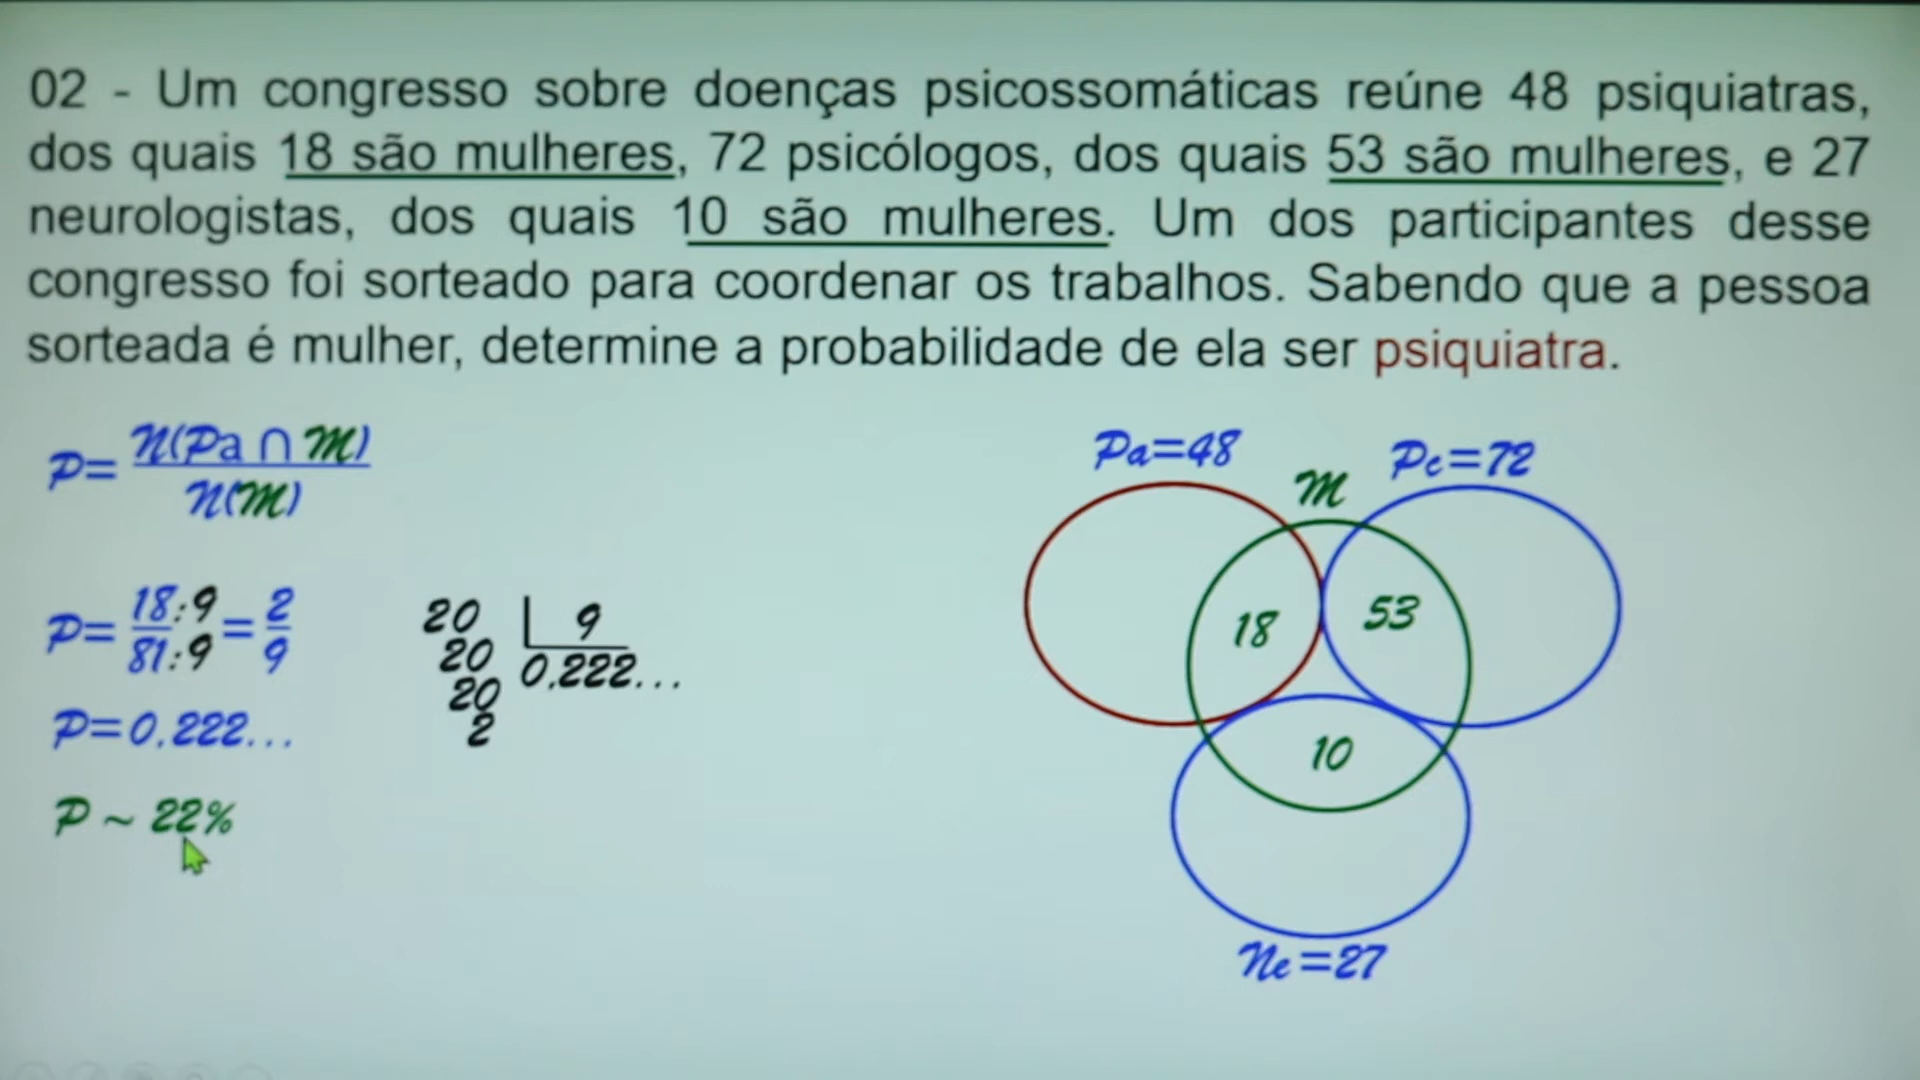 02 - Um congresso sobre doenças psicossomáticas reúne 48 psiquiatras,
dos quais 18 são mulheres, 72 psicólogos, dos quais 53 são mulheres, e 27
neurologistas, dos quais 10 são mulheres. Um dos participantes desse
congresso foi sorteado para coordenar os trabalhos. Sabendo que a pessoa
sorteada é mulher, determine a probabilidade de ela ser psiquiatra.
P= N(Pa ∩ M)
N(M)
P= 18:9 = 2
81:9 9
P=0,222...
P ~ 22%
20 9
20 0,222...
20
2
Pa=48
M
Pc=72
18
53
10
Ne=27